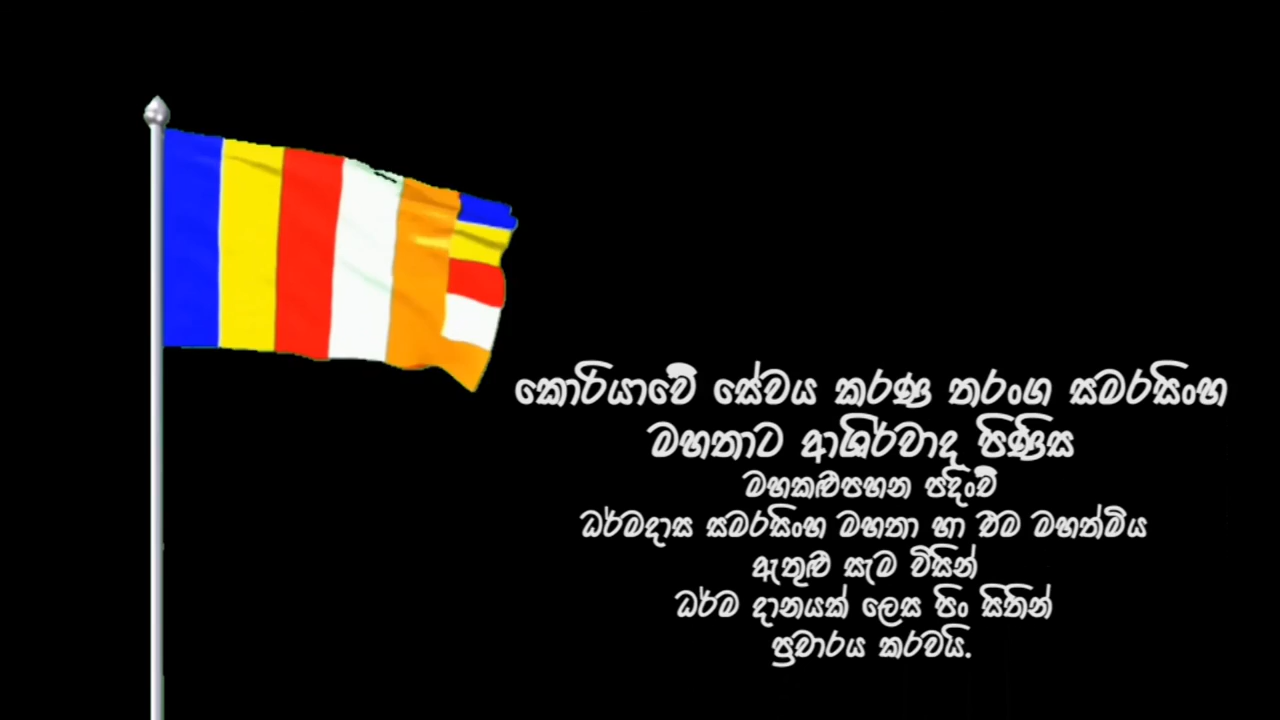 කොරියාවේ සේවය කරණ තරංග සමරසිංහ
මහතාට ආශිර්වාද පිණිස
මහකළුපහන පදිංචි
ධර්මදාස සමරසිංහ මහතා හා එම මහත්මිය
ඇතුළු සැම විසින්
ධර්ම දානයක් ලෙස පිං සිතින්
ප්‍රචාරය කරවයි.